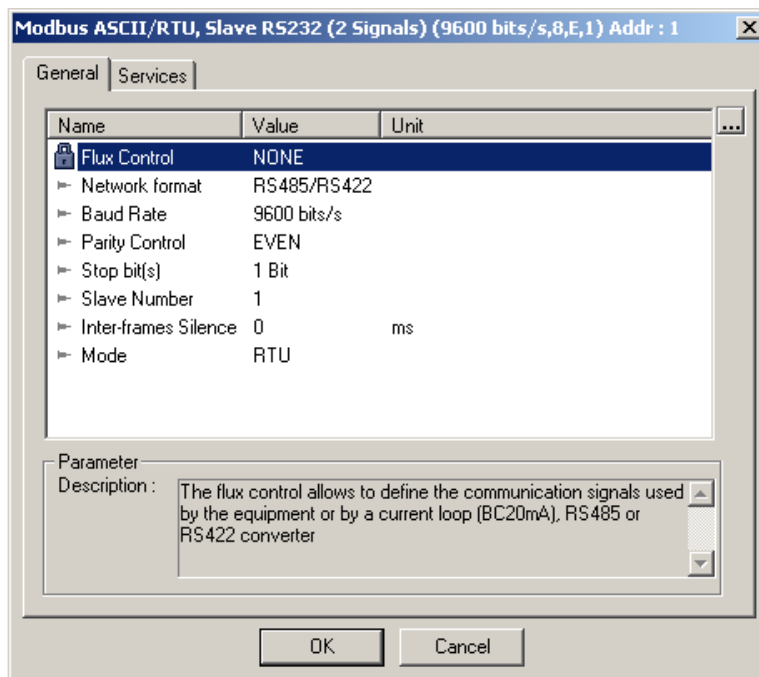 Modbus ASCII/RTU, Slave RS232 (2 Signals) (9600 bits/s,8,E,1) Addr : 1
General Services
Name Value Unit ...
Flux Control NONE
Network format RS485/RS422
Baud Rate 9600 bits/s
Parity Control EVEN
Stop bit(s) 1 Bit
Slave Number 1
Inter-frames Silence 0 ms
Mode RTU
Parameter
Description : The flux control allows to define the communication signals used
by the equipment or by a current loop (BC20mA), RS485 or
RS422 converter
OK Cancel